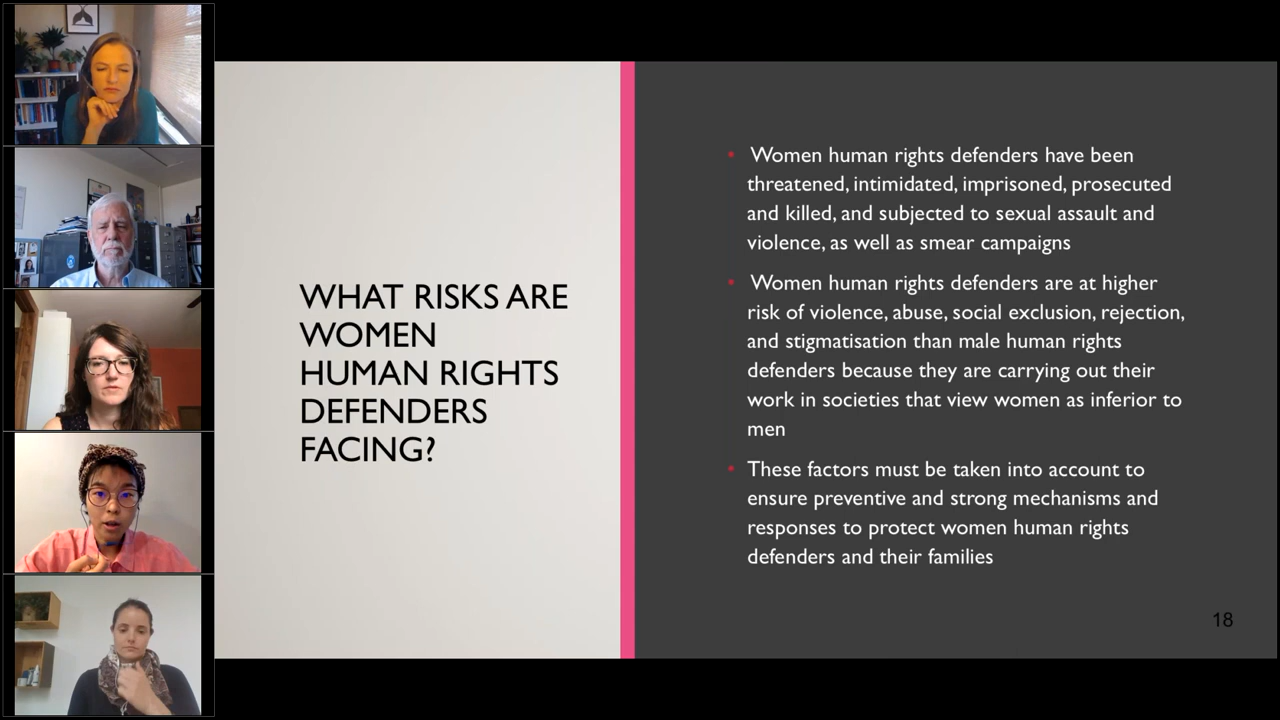 WHAT RISKS ARE
WOMEN
HUMAN RIGHTS
DEFENDERS
FACING?
• Women human rights defenders have been
threatened, intimidated, imprisoned, prosecuted
and killed, and subjected to sexual assault and
violence, as well as smear campaigns
• Women human rights defenders are at higher
risk of violence, abuse, social exclusion, rejection,
and stigmatisation than male human rights
defenders because they are carrying out their
work in societies that view women as inferior to
men
• These factors must be taken into account to
ensure preventive and strong mechanisms and
responses to protect women human rights
defenders and their families
18